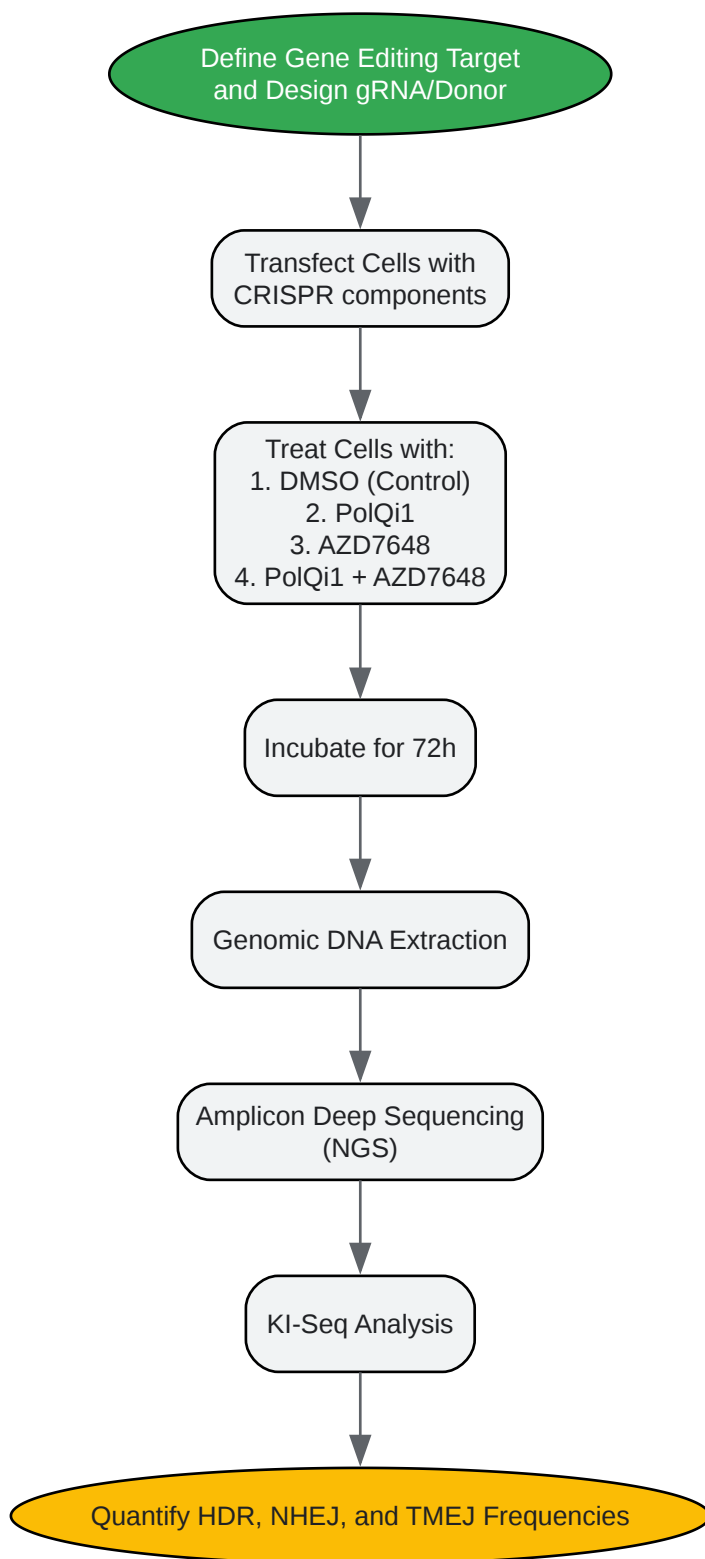 Define Gene Editing Target
and Design gRNA/Donor
Transfect Cells with
CRISPR components
Treat Cells with:
1. DMSO (Control)
2. PolQi1
3. AZD7648
4. PolQi1 + AZD7648
Incubate for 72h
Genomic DNA Extraction
Amplicon Deep Sequencing
(NGS)
KI-Seq Analysis
Quantify HDR, NHEJ, and TMEJ Frequencies